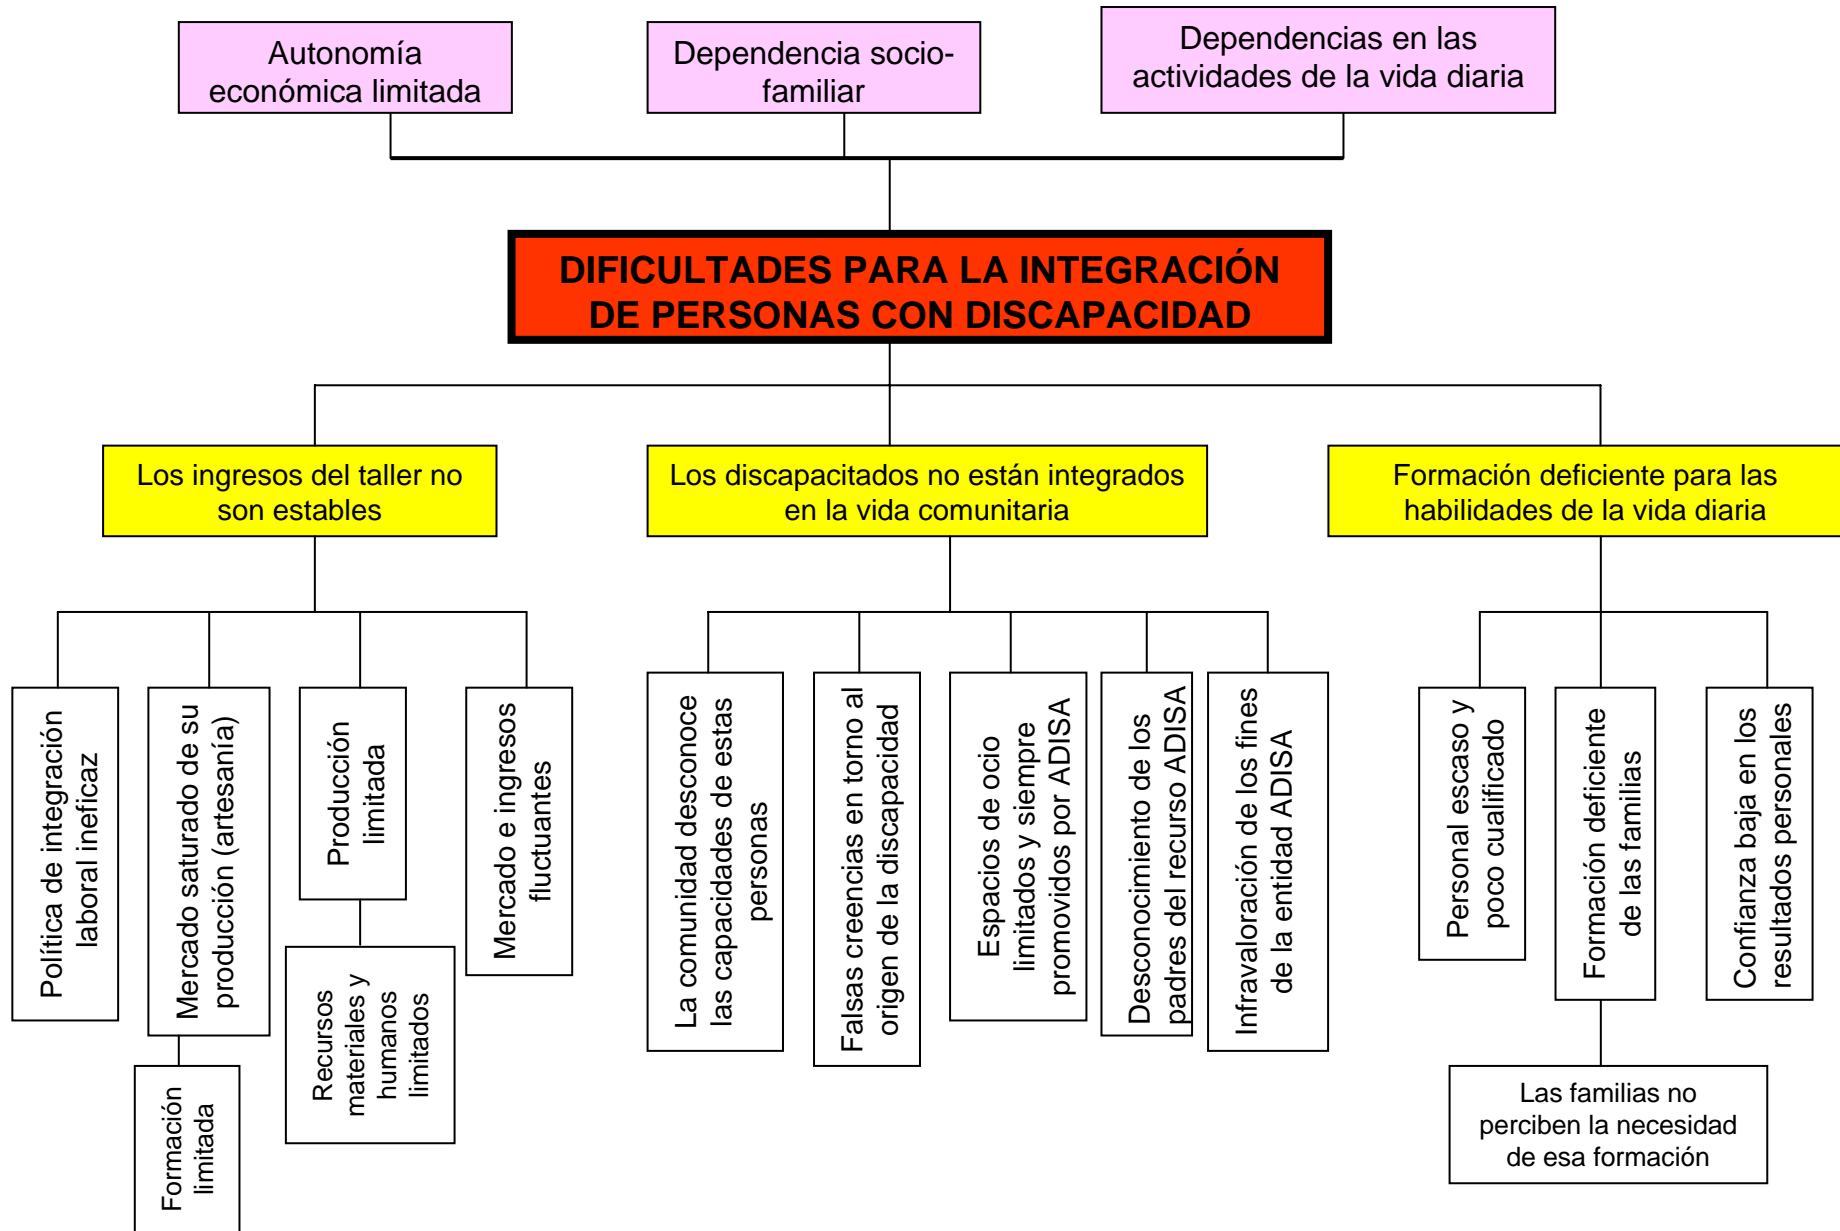 Autonomía
económica limitada
Dependencia socio-
familiar
Dependencias en las
actividades de la vida diaria
DIFICULTADES PARA LA INTEGRACIÓN
DE PERSONAS CON DISCAPACIDAD
Los ingresos del taller no
son estables
Los discapacitados no están integrados
en la vida comunitaria
Formación deficiente para las
habilidades de la vida diaria
Política de integración
laboral ineficaz
Mercado saturado de su
producción (artesanía)
Producción
limitada
Mercado e ingresos
fluctuantes
La comunidad desconoce
las capacidades de estas
personas
Falsas creencias en torno al
origen de la discapacidad
Espacios de ocio
limitados y siempre
promovidos por ADISA
Desconocimiento de los
padres del recurso ADISA
Infravaloración de los fines
de la entidad ADISA
Personal escaso y
poco cualificado
Formación deficiente
de las familias
Confianza baja en los
resultados personales
Formación
limitada
Recursos
materiales y
humanos
limitados
Las familias no
perciben la necesidad
de esa formación